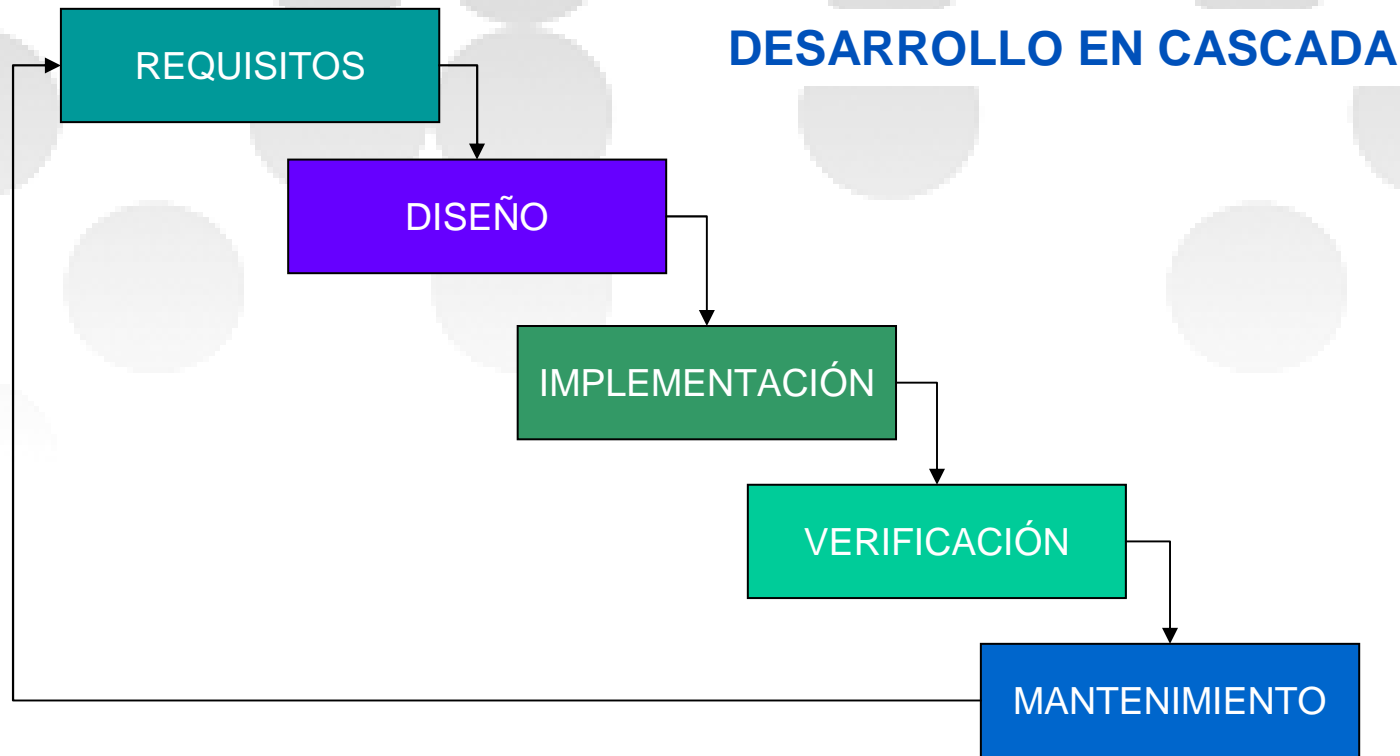 DESARROLLO EN CASCADA
REQUISITOS
DISEÑO
IMPLEMENTACIÓN
VERIFICACIÓN
MANTENIMIENTO